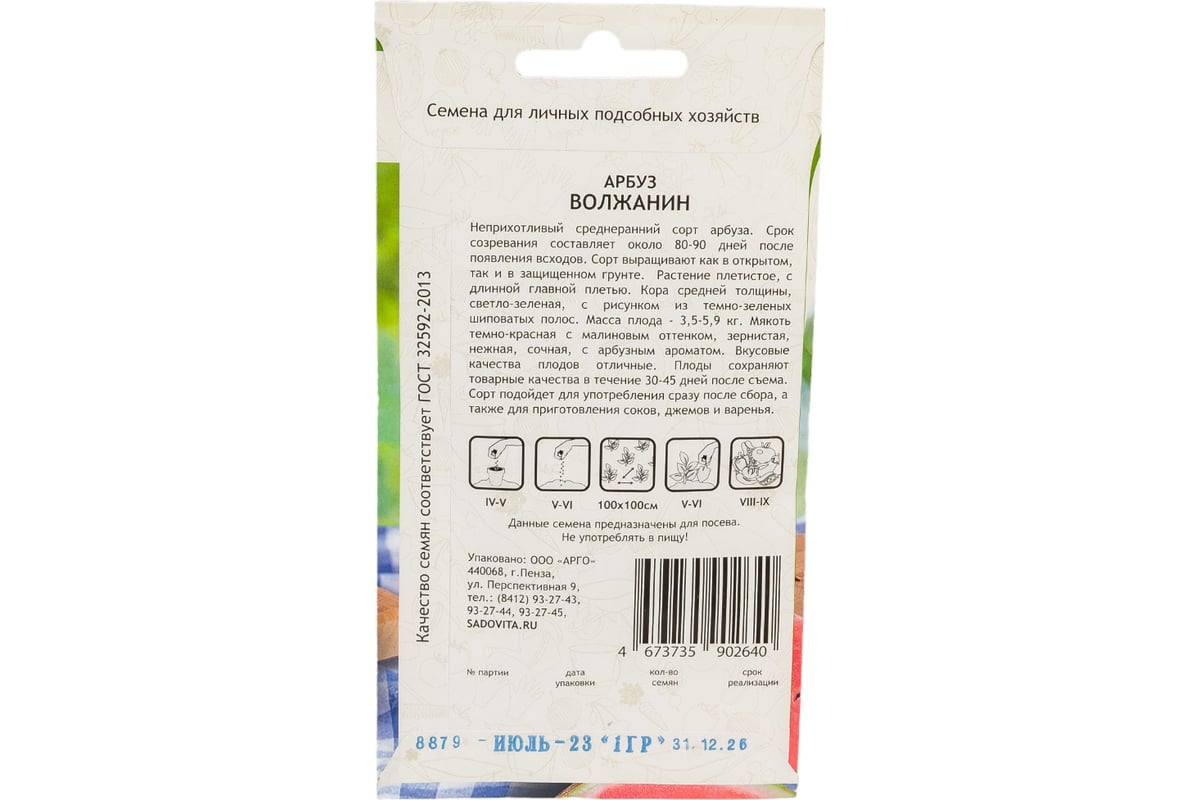 Семена для личных подсобных хозяйств
АРБУЗ
ВОЛЖАНИН
Неприхотливый среднеранний сорт арбуза. Срок
созревания составляет около 80-90 дней после
появления всходов. Сорт выращивают как в открытом,
так и в защищенном грунте. Растение плетистое, с
длинной главной плетью. Кора средней толщины,
светло-зеленая, с рисунком из темно-зеленых
шиповатых полос. Масса плода - 3,5-5,9 кг. Мякоть
темно-красная с малиновым оттенком, зернистая,
нежная, сочная, с арбузным ароматом. Вкусовые
качества плодов отличные. Плоды сохраняют
товарные качества в течение 30-45 дней после съема.
Сорт подойдет для употребления сразу после сбора, а
также для приготовления соков, джемов и варенья.
IV-V V-VI 100х100см V-VI VIII-IX
Данные семена предназначены для посева.
Не употреблять в пищу!
Качество семян соответствует ГОСТ 32592-2013
Упаковано: ООО «АРГО»
440068, г.Пенза,
ул. Перспективная 9,
тел.: (8412) 93-27-43,
93-27-44, 93-27-45,
SADOVITA.RU
4 673735 902640
№ партии дата кол-во срок
упаковки семян реализации
8879 - ИЮЛЬ-23 "1ГР" 31.12.26